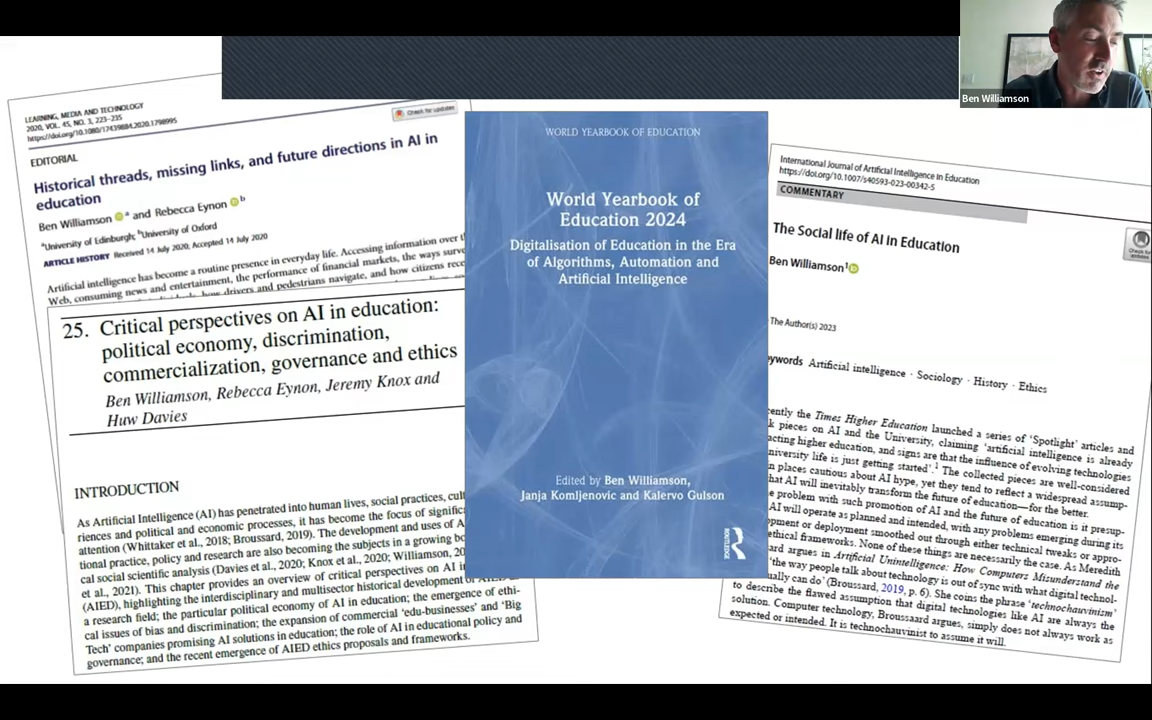 Ben Williamson
LEARNING, MEDIA AND TECHNOLOGY
2020, VOL. 45, NO. 3, 223–235
https://doi.org/10.1080/17439884.2020.1798995
Check for updates
EDITORIAL
Historical threads, missing links, and future directions in AI in
education
Ben Williamson a and Rebecca Eynon b
aUniversity of Edinburgh; bUniversity of Oxford
ARTICLE HISTORY Received 14 July 2020, Accepted 14 July 2020
Artificial intelligence has become a routine presence in everyday life. Accessing information over
Web, consuming news and entertainment, the performance of financial markets, the ways
drivers and pedestrians navigate, and how citizens
25. Critical perspectives on AI in education:
political economy, discrimination,
commercialization, governance and ethics
Ben Williamson, Rebecca Eynon, Jeremy Knox and
Huw Davies
INTRODUCTION
As Artificial Intelligence (AI) has penetrated into human lives, social practices,
and political and economic processes, it has become the focus of
attention (Whittaker et al., 2018; Broussard, 2019). The development and uses of
practice, policy and research are also becoming the subjects in a growing
cal social scientific analysis (Davies et al., 2020; Knox et al., 2020; Williamson,
et al., 2021). This chapter provides an overview of critical perspectives on AI
(AIED), highlighting the interdisciplinary and multisector historical development of
a research field; the particular political economy of AI in education; the emergence of ethi-
cal issues of bias and discrimination; the expansion of commercial 'edu-businesses' and 'Big
Tech' companies promising AI solutions in education; the role of AI in educational policy and
governance; and the recent emergence of AIED ethics proposals and frameworks.
WORLD YEARBOOK OF EDUCATION
World Yearbook of
Education 2024
Digitalisation of Education in the Era
of Algorithms, Automation and
Artificial Intelligence
Edited by Ben Williamson,
Janja Komljenovic and Kalervo Gulson
ROUTLEDGE
International Journal of Artificial Intelligence in Education
https://doi.org/10.1007/s40593-023-00342-5
COMMENTARY
Check for
updates
The Social life of AI in Education
Ben Williamson1
The Author(s) 2023
ywords Artificial intelligence · Sociology · History · Ethics
cently the Times Higher Education launched a series of 'Spotlight' articles and
k pieces on AI and the University, claiming 'artificial intelligence is already
acting higher education, and signs are that the influence of evolving technologies
niversity life is just getting started'.1 The collected pieces are well-considered
n places cautious about AI hype, yet they tend to reflect a widespread assump-
hat AI will inevitably transform the future of education—for the better.
e problem with such promotion of AI and the future of education is it presup-
AI will operate as planned and intended, with any problems emerging during its
opment or deployment smoothed out through either technical tweaks or appro-
ethical frameworks. None of these things are necessarily the case. As Meredith
ard argues in Artificial Unintelligence: How Computers Misunderstand the
'the way people talk about technology is out of sync with what digital technol-
ually can do' (Broussard, 2019, p. 6). She coins the phrase 'technochauvinism'
to describe the flawed assumption that digital technologies like AI are always the
solution. Computer technology, Broussard argues, simply does not always work as
expected or intended. It is technochauvinist to assume it will.